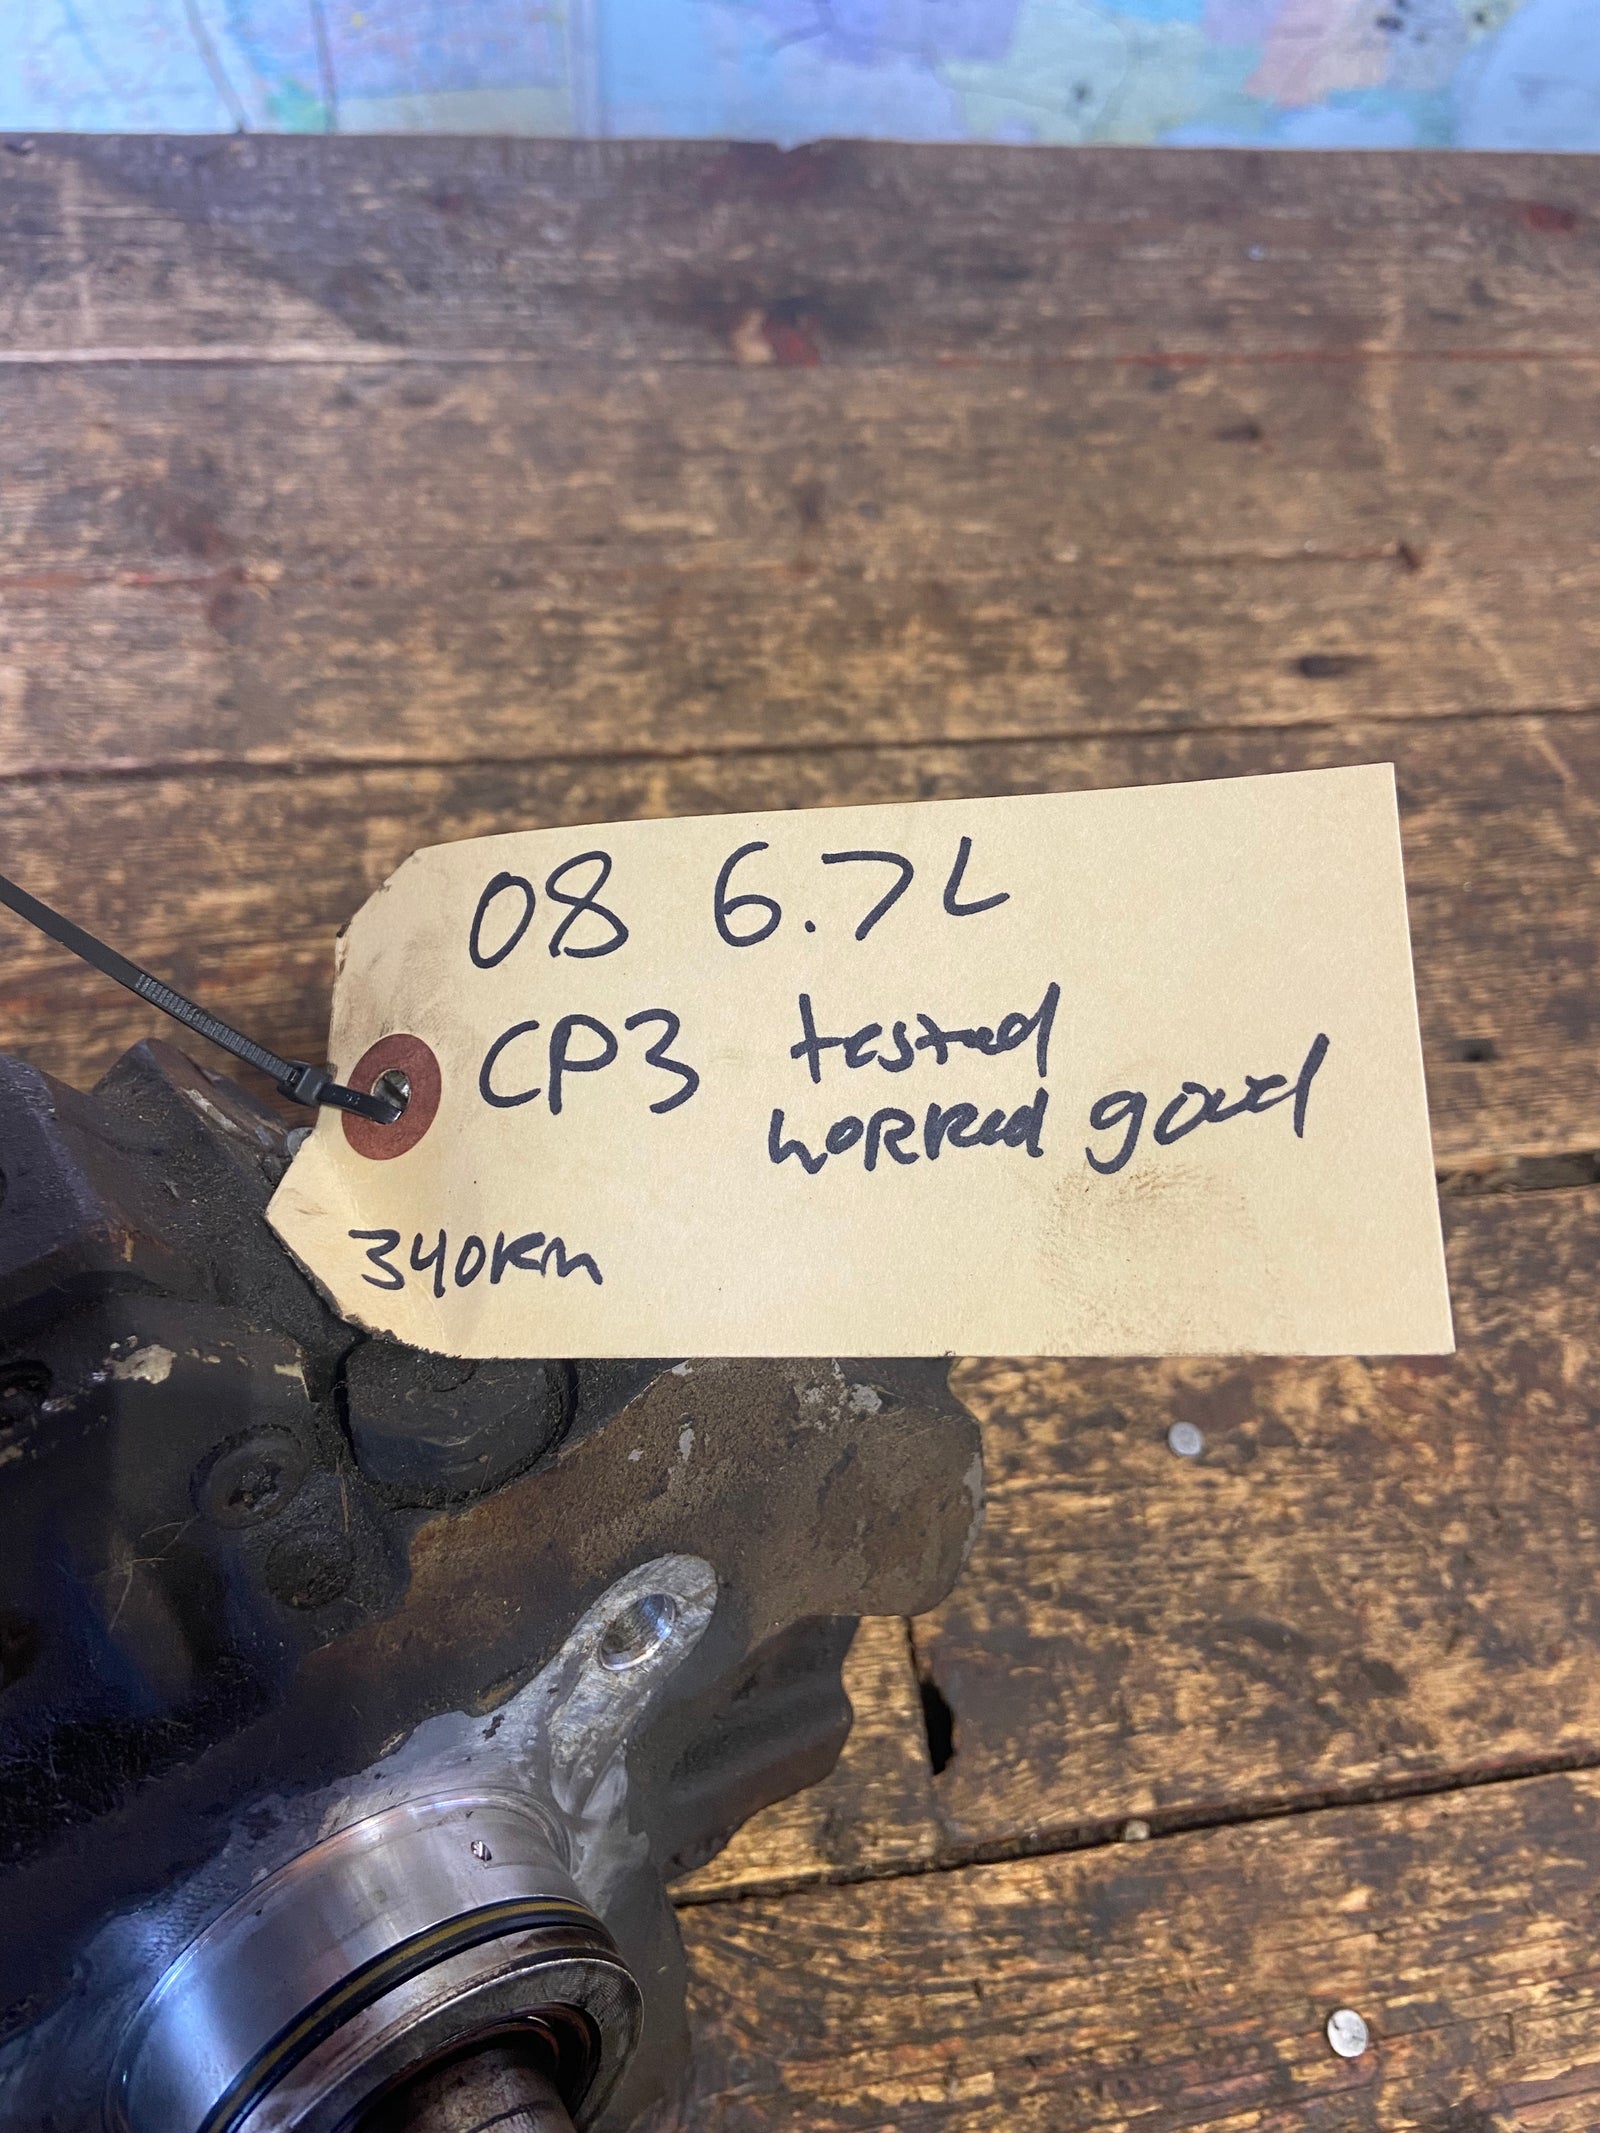 08 6.7L
CP3 tested
worked good
340km